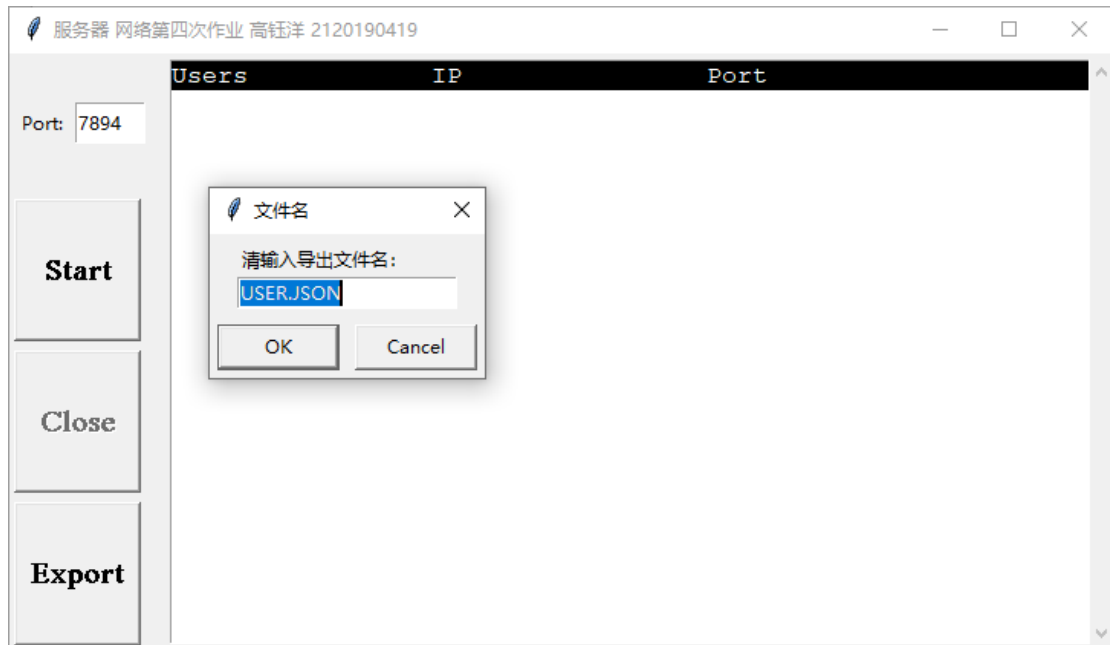 服务器 网络第四次作业 高钰洋 2120190419
Users IP Port
Port: 7894
文件名
清输入导出文件名:
USER.JSON
OK Cancel
Start
Close
Export